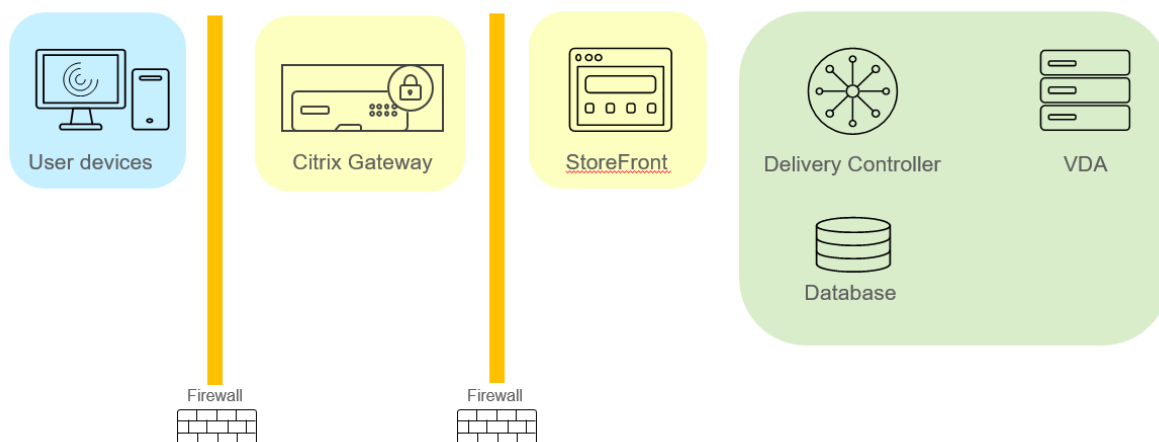 User devices
Citrix Gateway
StoreFront
Delivery Controller
VDA
Database
Firewall
Firewall